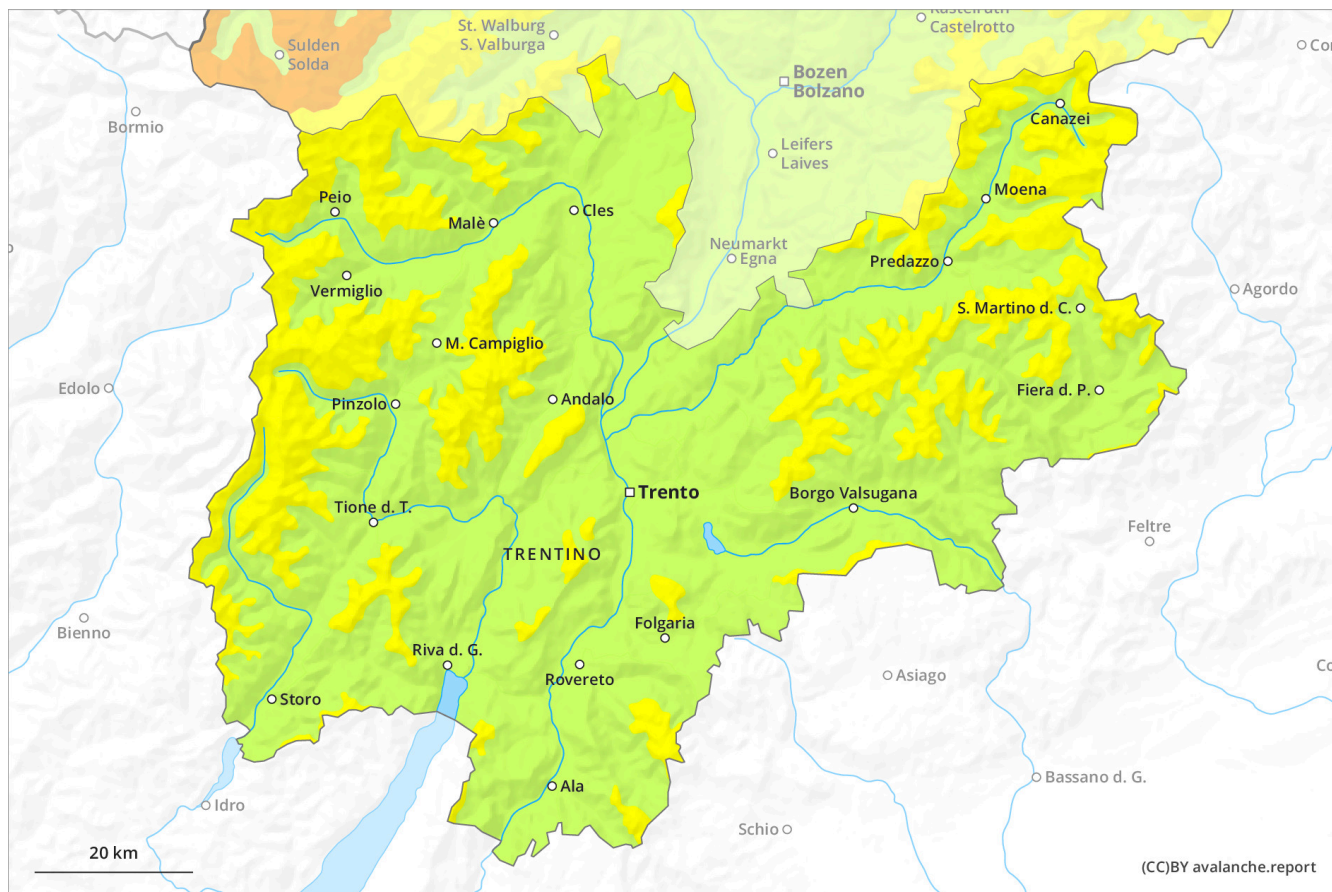 Kastelruth
Castelrotto
St. Walburg
S. Valburga
Sulden
Solda
Bozen
Bolzano
Bormio
Canazei
Leifers
Laives
Peio
Malè
Cles
Moena
Neumarkt
Egna
Predazzo
Vermiglio
Agordo
S. Martino d. C.
M. Campiglio
Edolo
Pinzolo
Andalo
Fiera d. P.
Trento
Borgo Valsugana
Tione d. T.
Feltre
TRENTINO
Bienno
Folgaria
Riva d. G.
Rovereto
Asiago
Storo
Ala
Bassano d. G.
Idro
Schio
20 km
(CC)BY avalanche.report